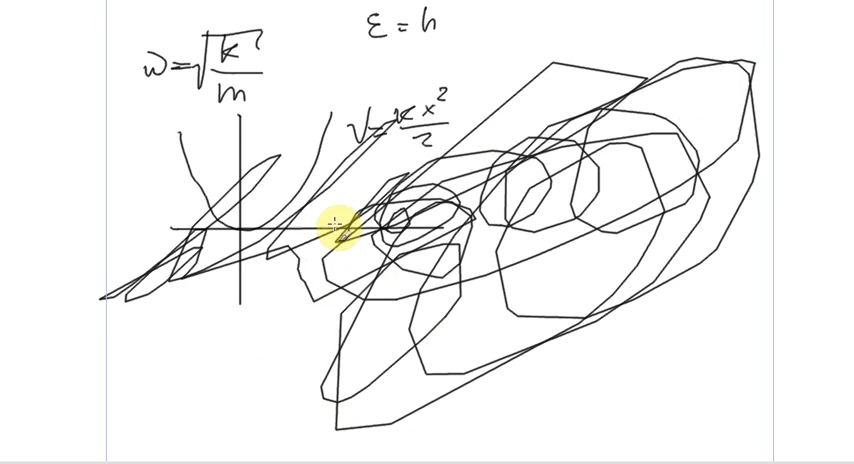 ε = h
w = √k/m
V = kx²/2